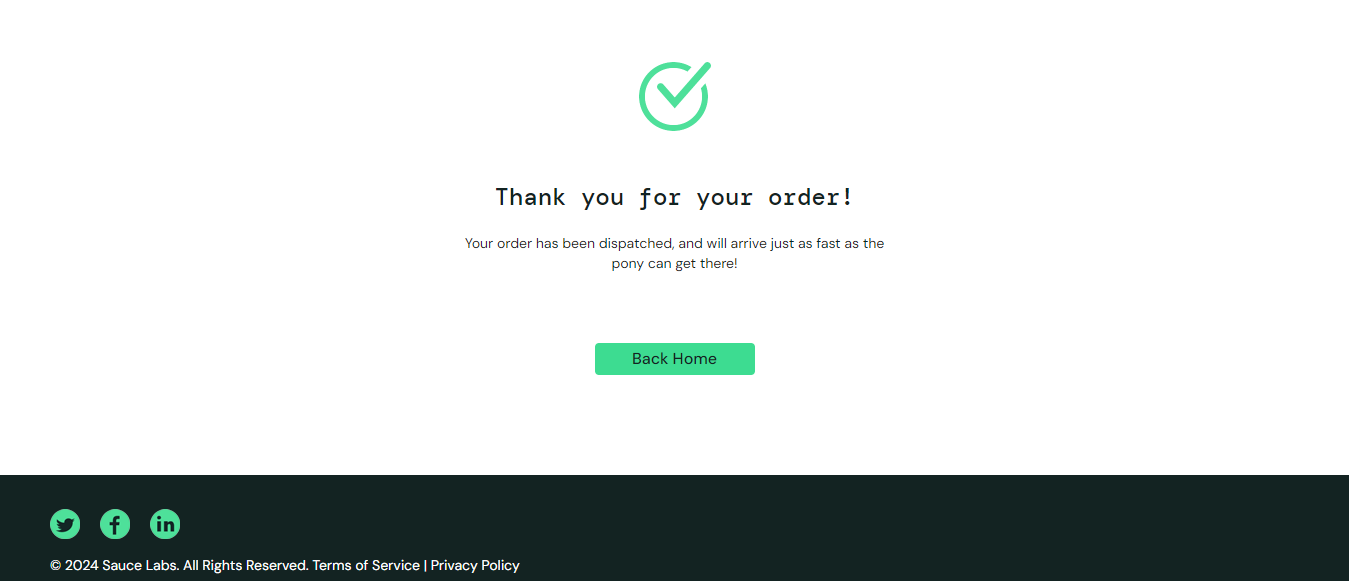 Thank you for your order!
Your order has been dispatched, and will arrive just as fast as the
pony can get there!
Back Home
© 2024 Sauce Labs. All Rights Reserved. Terms of Service | Privacy Policy